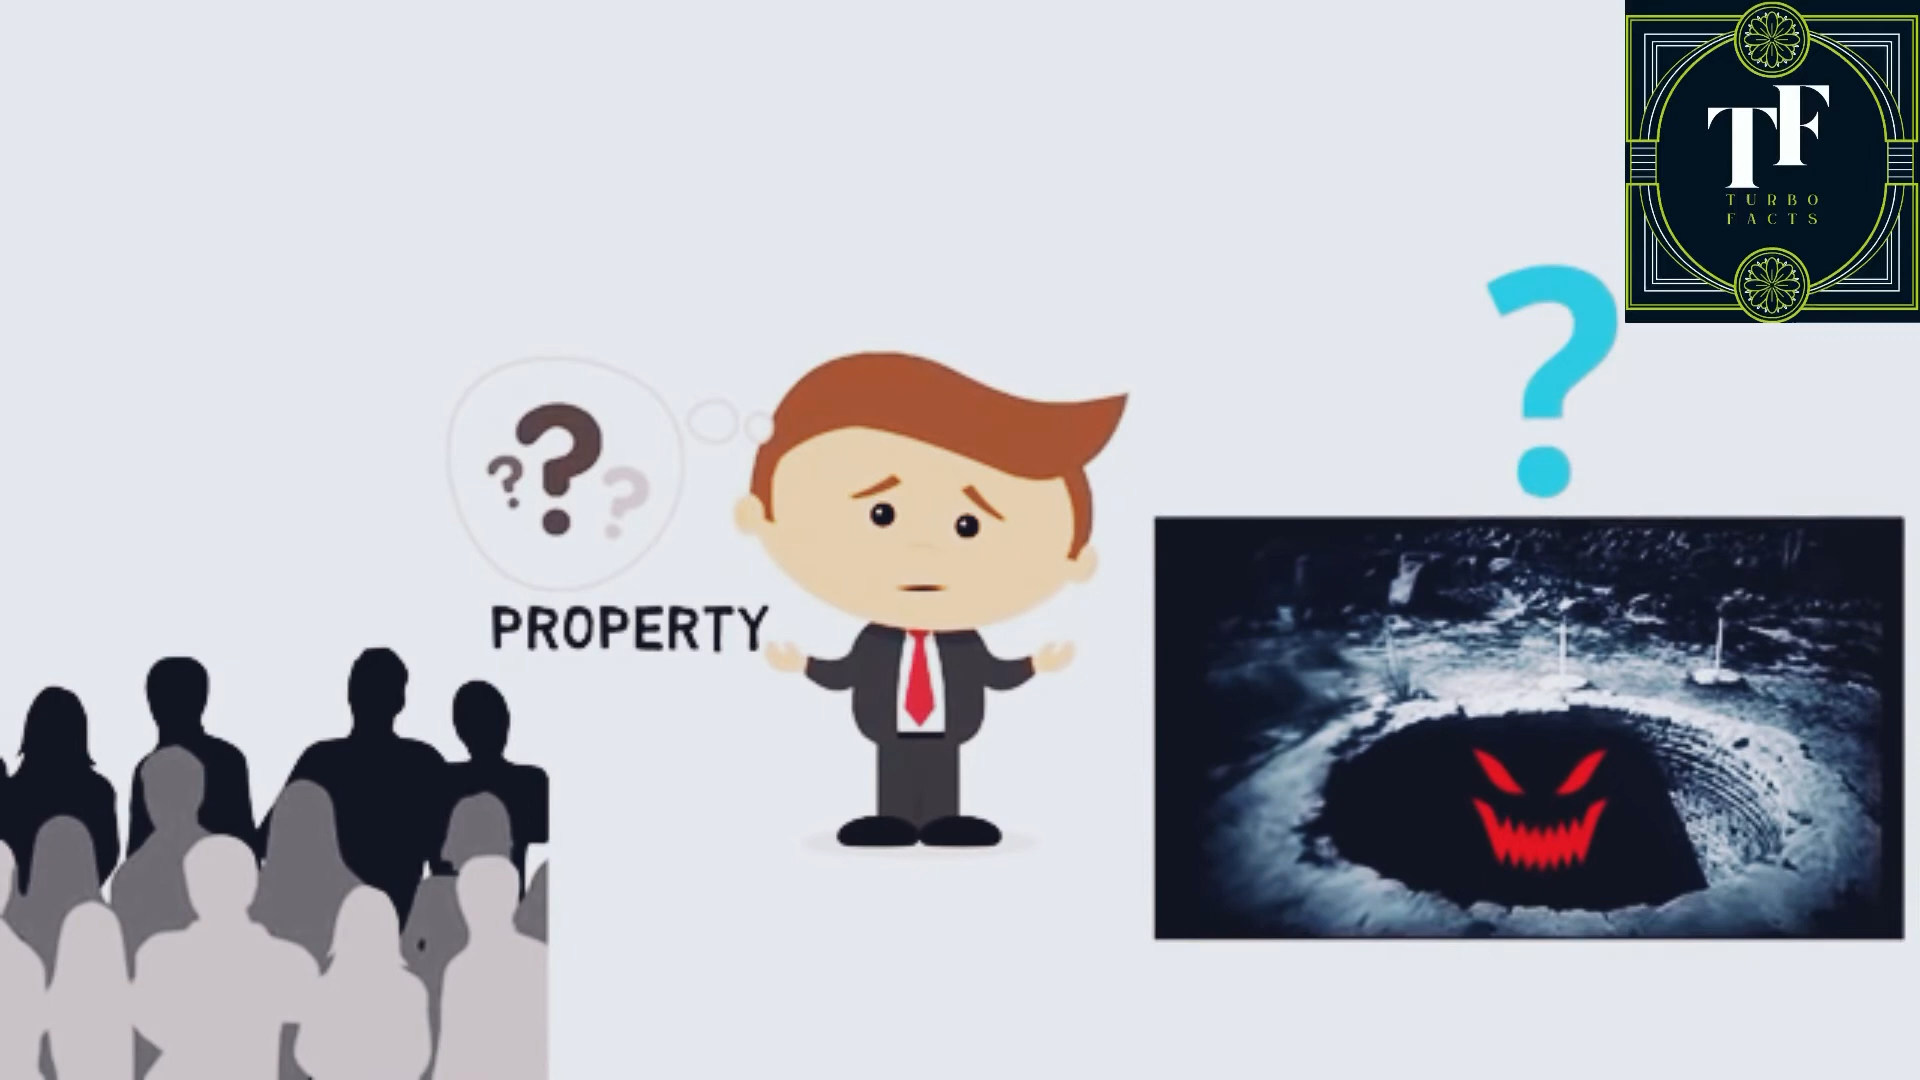 TF
TURBO
FACTS
?
? ? ?
PROPERTY